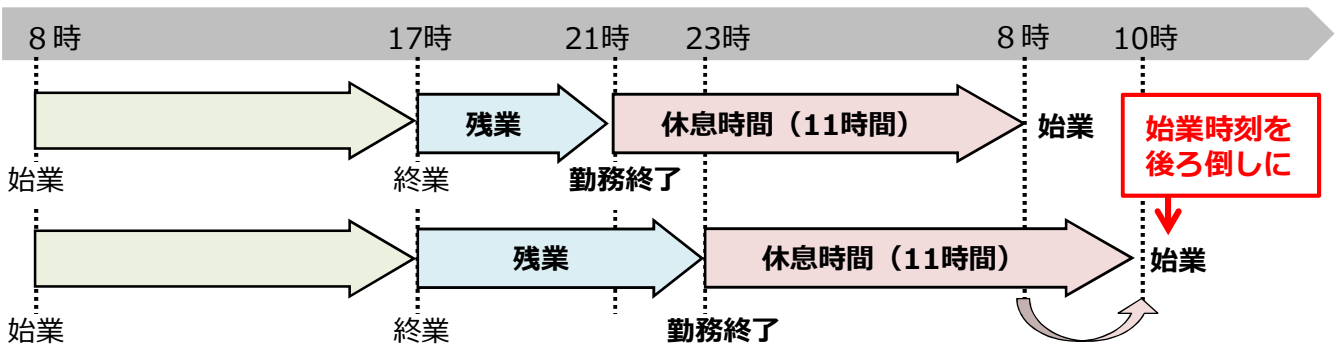 ８時 17時 21時 23時 ８時 10時
残業 休息時間（11時間） 始業
始業時刻を
後ろ倒しに
始業 終業 勤務終了
残業 休息時間（11時間） 始業
始業 終業 勤務終了